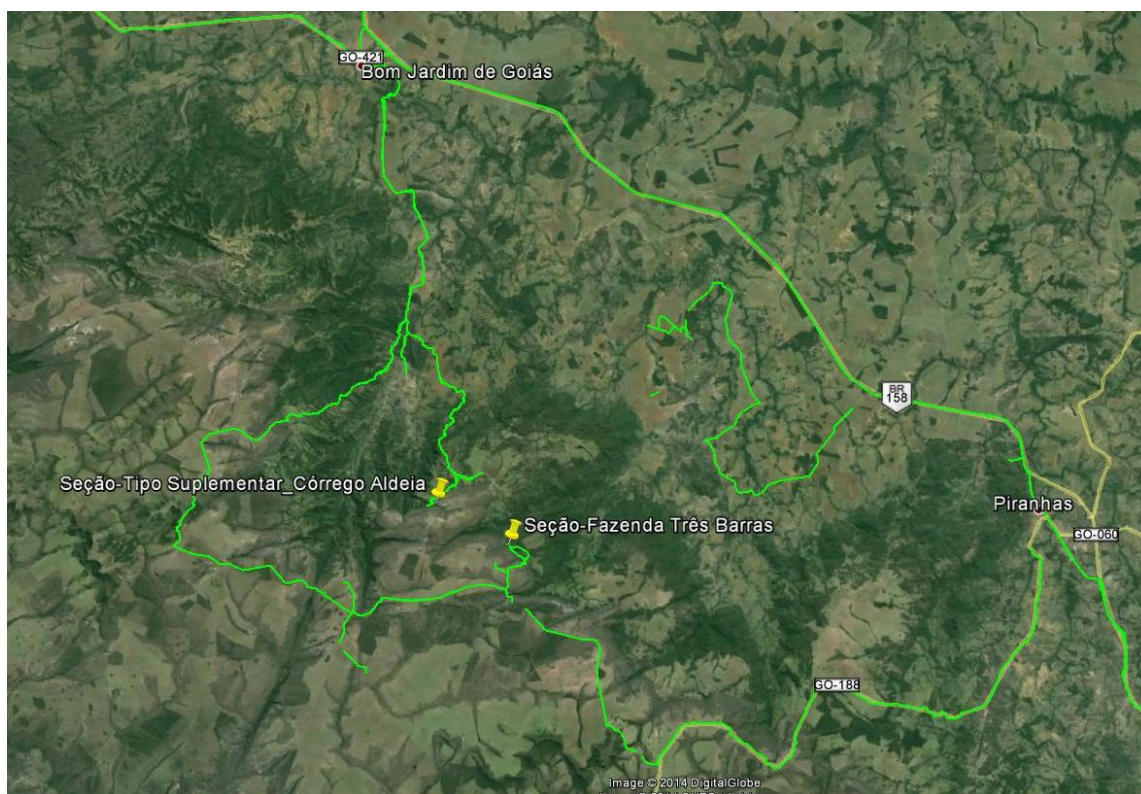 GO-421
Bom Jardim de Goiás
BR
158
Seção-Tipo Suplementar_Córrego Aldeia
Piranhas
Seção-Fazenda Três Barras
GO-060
GO-188
Image © 2014 DigitalGlobe